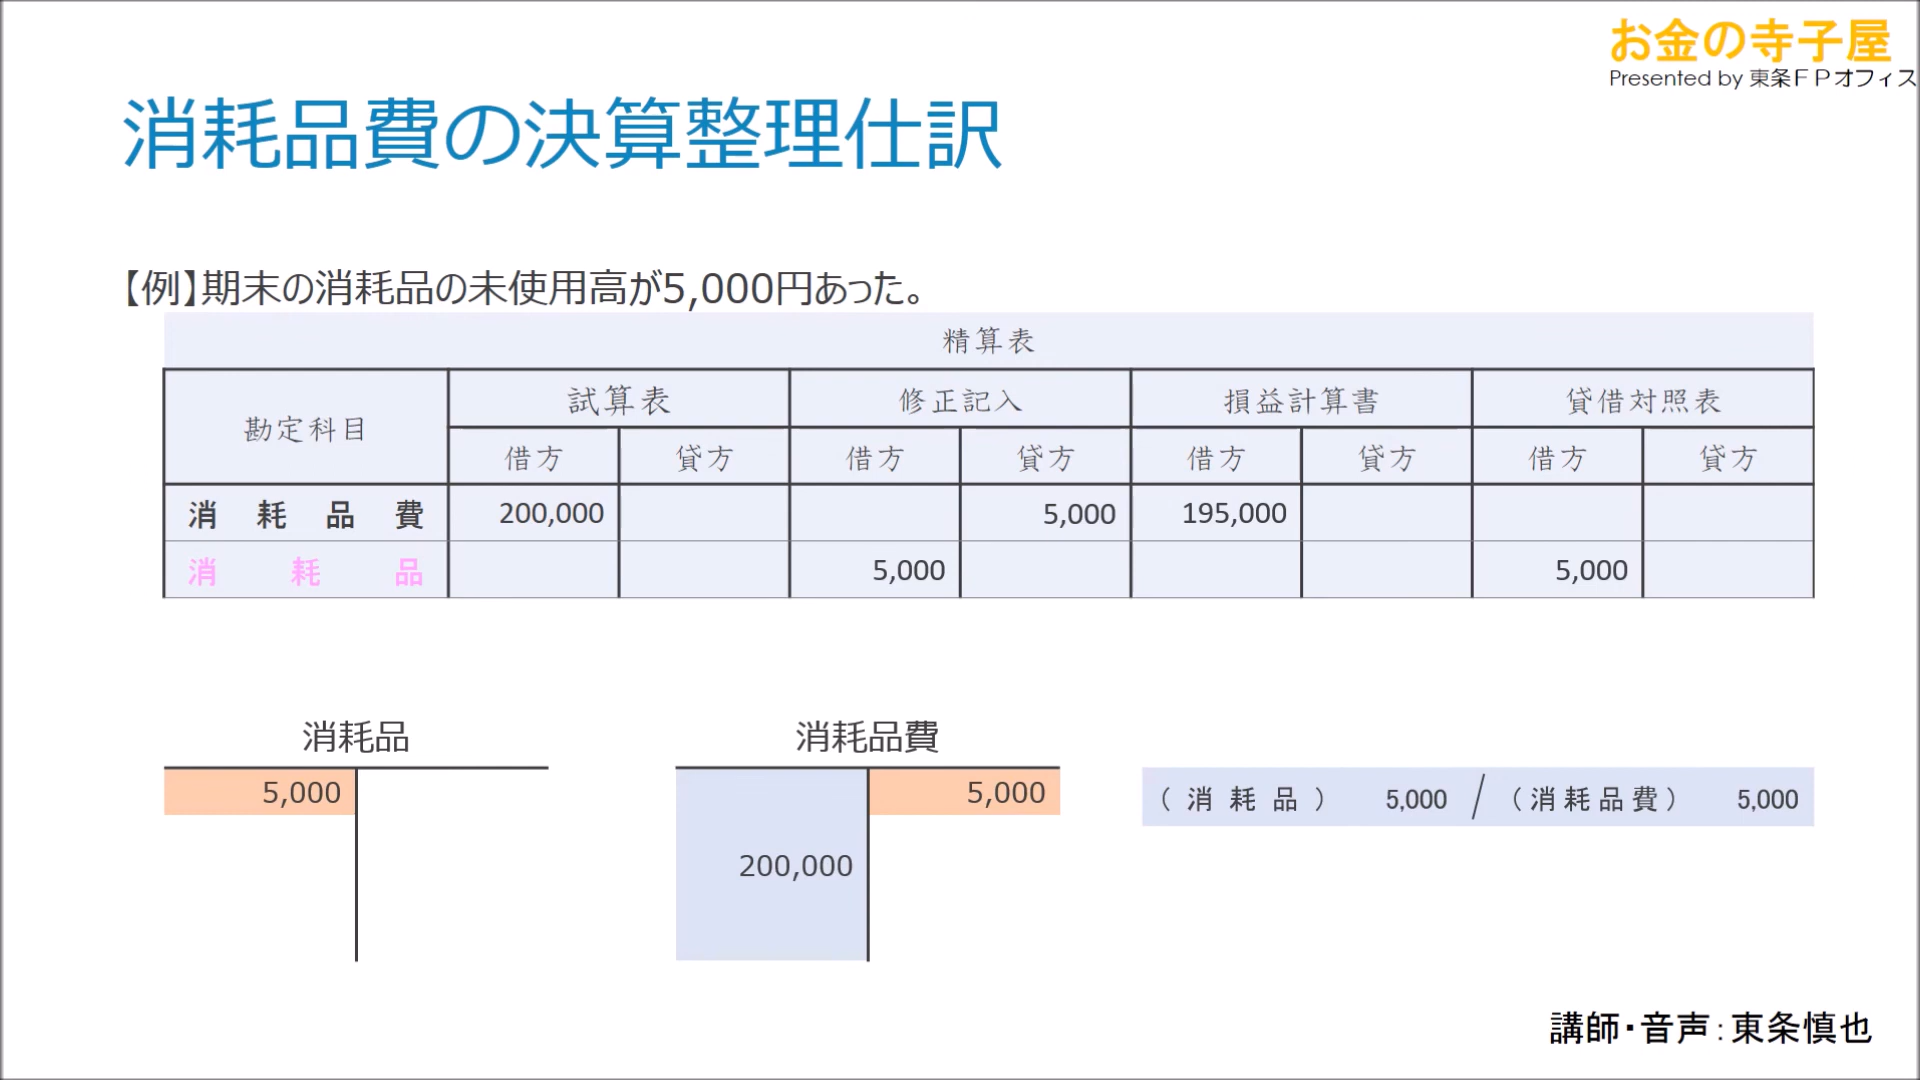 お金の寺子屋
Presented by 東条ＦＰオフィス
消耗品費の決算整理仕訳
【例】期末の消耗品の未使用高が5,000円あった。
精算表
勘定科目 試算表 修正記入 損益計算書 貸借対照表
借方 貸方 借方 貸方 借方 貸方 借方 貸方
消耗品費 200,000 5,000 195,000
消耗品 5,000 5,000
消耗品 消耗品費
5,000 5,000
200,000
（消耗品） 5,000 / （消耗品費） 5,000
講師・音声：東条慎也